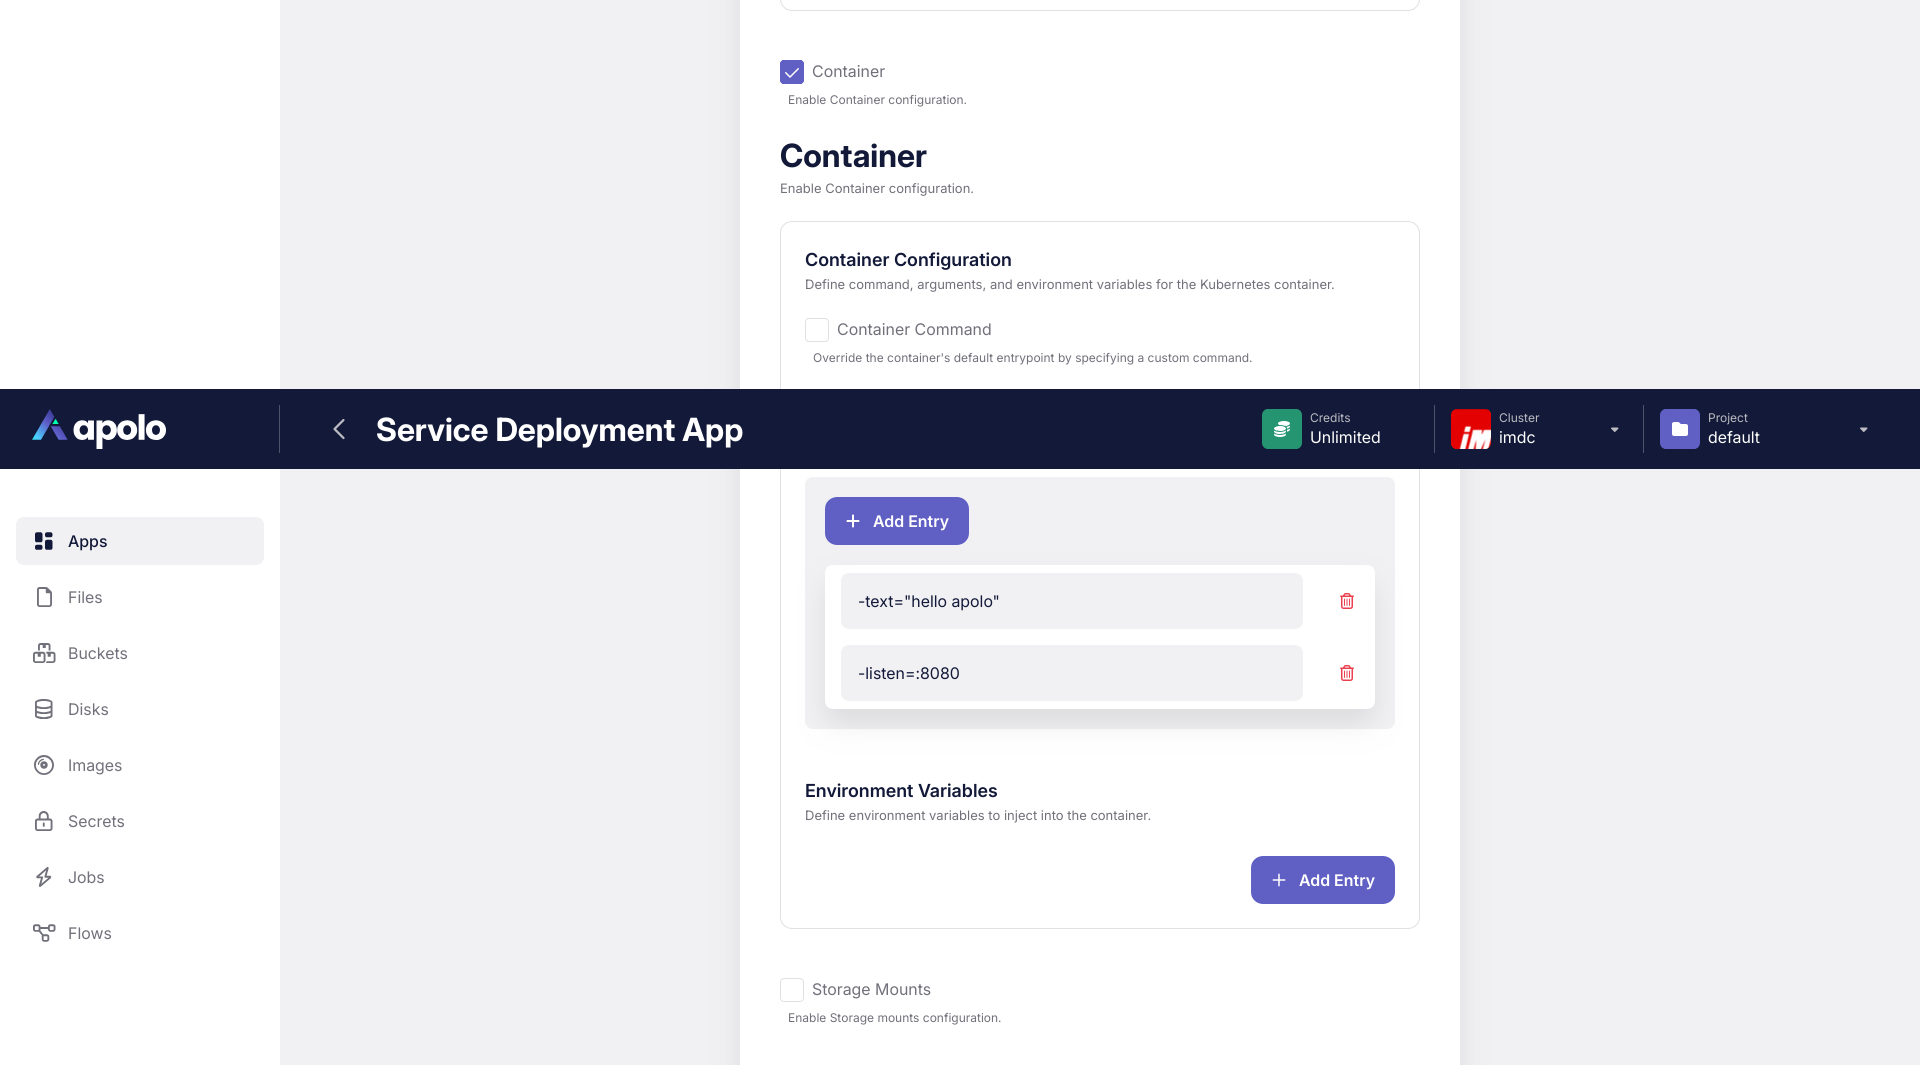 Container
Enable Container configuration.
Container
Enable Container configuration.
Container Configuration
Define command, arguments, and environment variables for the Kubernetes container.
Container Command
Override the container's default entrypoint by specifying a custom command.
apolo
Service Deployment App
Credits
Unlimited
im
Cluster
imdc
Project
default
Apps
Files
Buckets
Disks
Images
Secrets
Jobs
Flows
Add Entry
-text="hello apolo"
-listen=:8080
Environment Variables
Define environment variables to inject into the container.
Add Entry
Storage Mounts
Enable Storage mounts configuration.